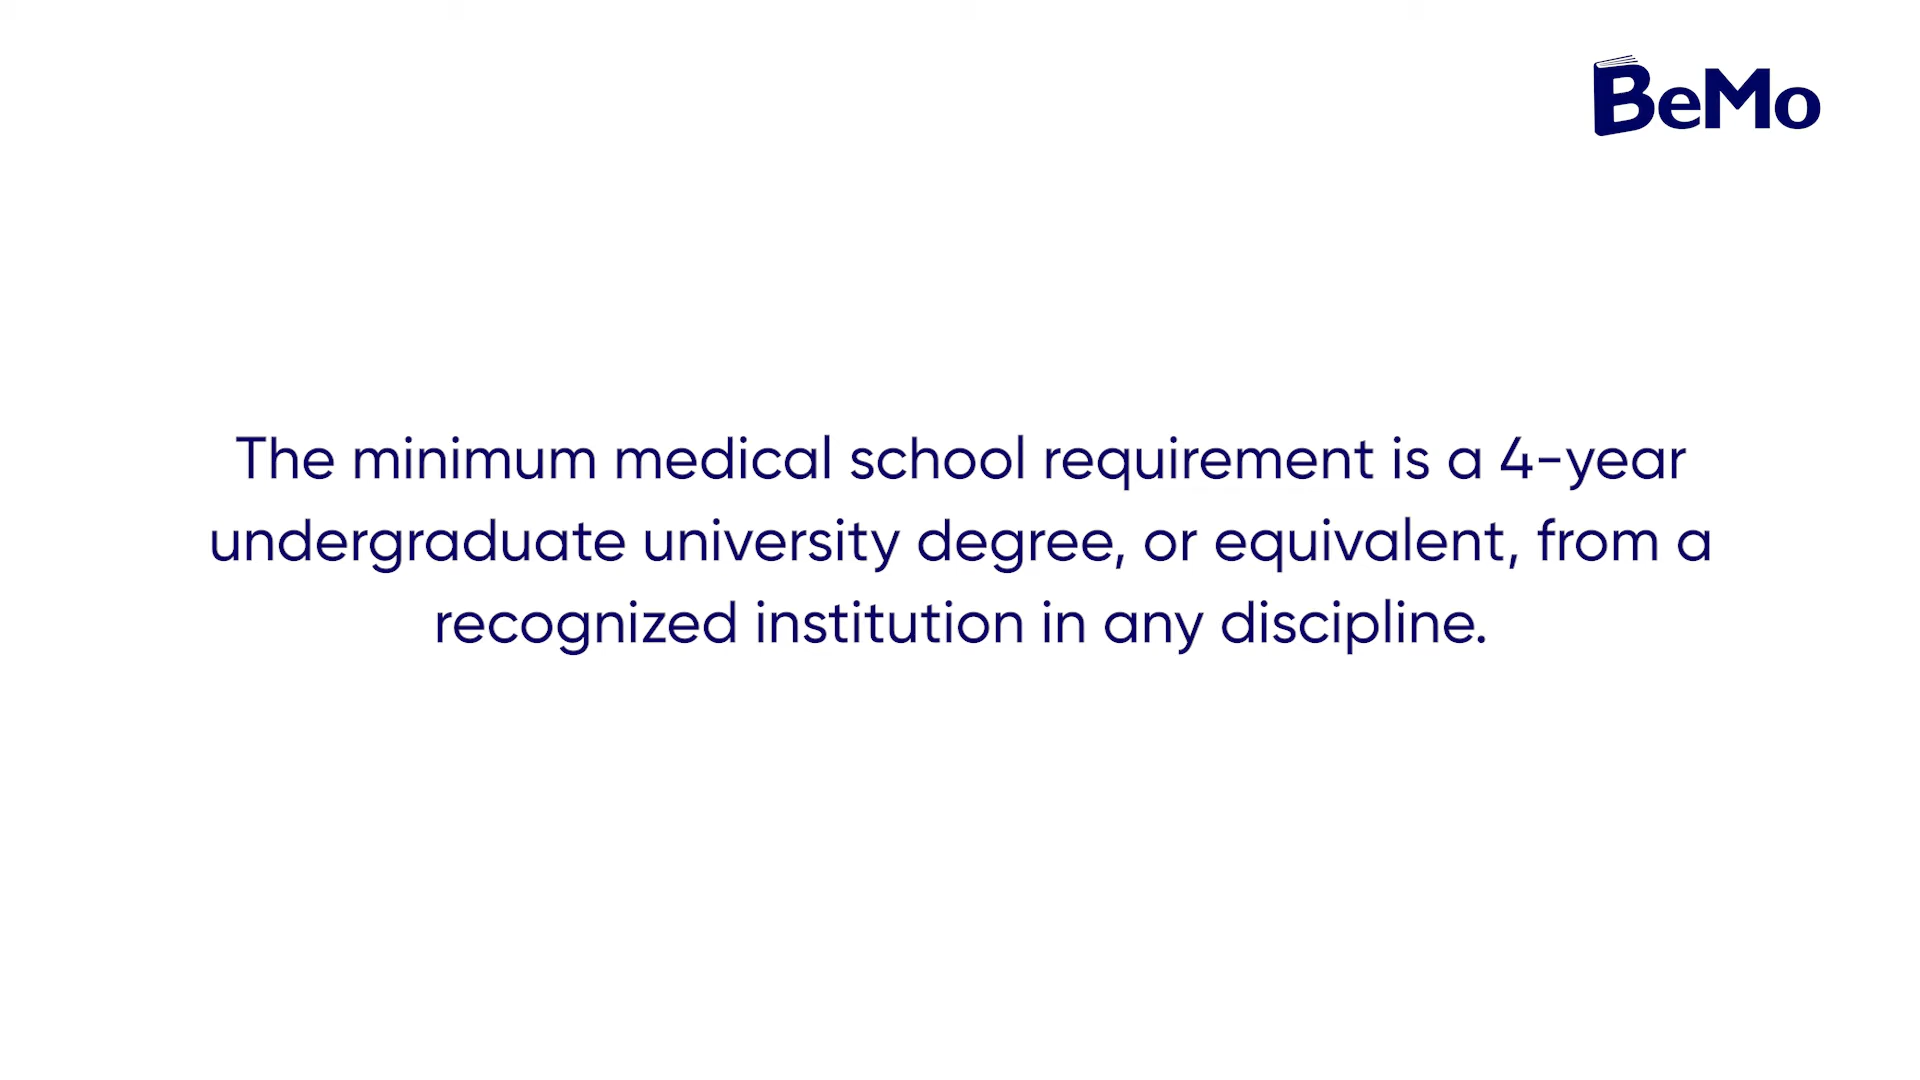 BeMo
The minimum medical school requirement is a 4-year
undergraduate university degree, or equivalent, from a
recognized institution in any discipline.